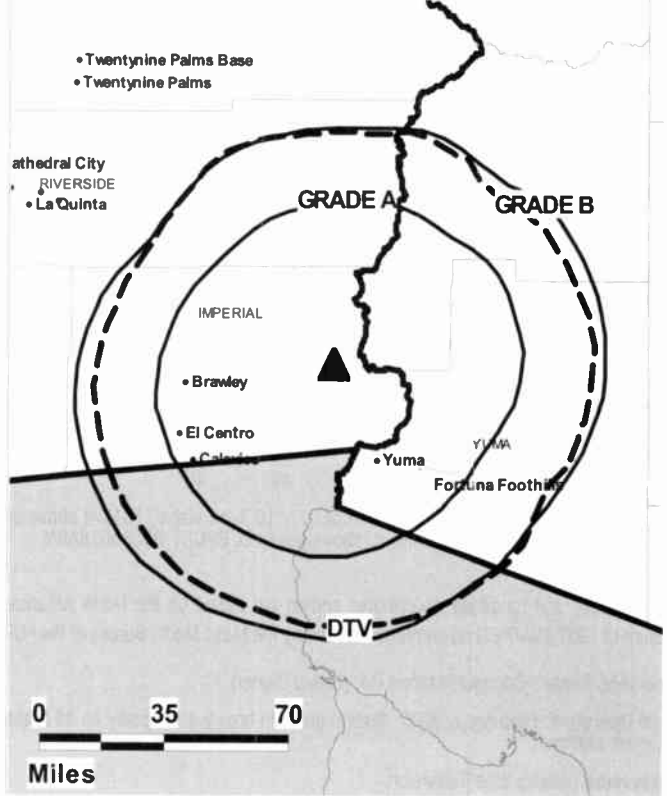 Twentynine Palms Base
Twentynine Palms
athedral City
RIVERSIDE
La Quinta
GRADE A
GRADE B
IMPERIAL
Brawley
El Centro
Calexico
YUMA
Yuma
Fortuna Foothills
DTV
0 35 70
Miles